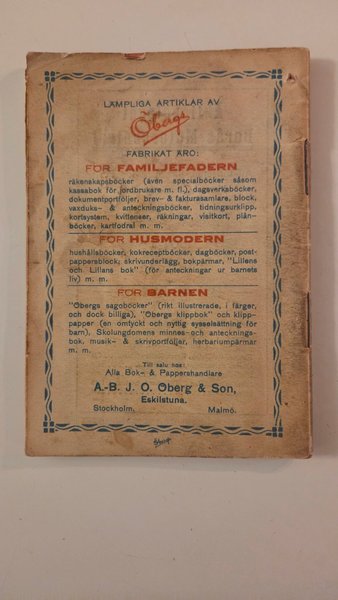 LÄMPLIGA ARTIKLAR AV
Öbergs
FABRIKAT ÄRO:
FÖR FAMILJEFADERN
räkenskapsböcker (även specialböcker såsom
kassabok för jordbrukare m. fl.), dagsverksböcker,
dokumentportföljer, brev- & fakturasamlare, block,
vaxduks- & anteckningsböcker, tidningsurklipp,
kortsystem, kvittenser, räkningar, visitkort, plån-
böcker, kartfodral m. m.
FÖR HUSMODERN
hushållsböcker, kokreceptböcker, dagböcker, post-
pappersblock, skrivunderlägg, bokpärmar, "Lillens
och Lillans bok" (för anteckningar ur barnets
liv) m. m.
FÖR BARNEN
"Öbergs sagoböcker" (rikt illustrerade, i färger,
och dock billiga), "Öbergs klippbok" och klipp-
papper (en omtyckt och nyttig sysselsättning för
barn), Skolungdomens minnes- och antecknings-
bok, musik- & skrivportföljer, herbariumpärmar
m. m.
Till salu hos:
Alla Bok- & Pappershandlare
A.-B. J. O. Öberg & Son,
Eskilstuna.
Stockholm, Malmö.